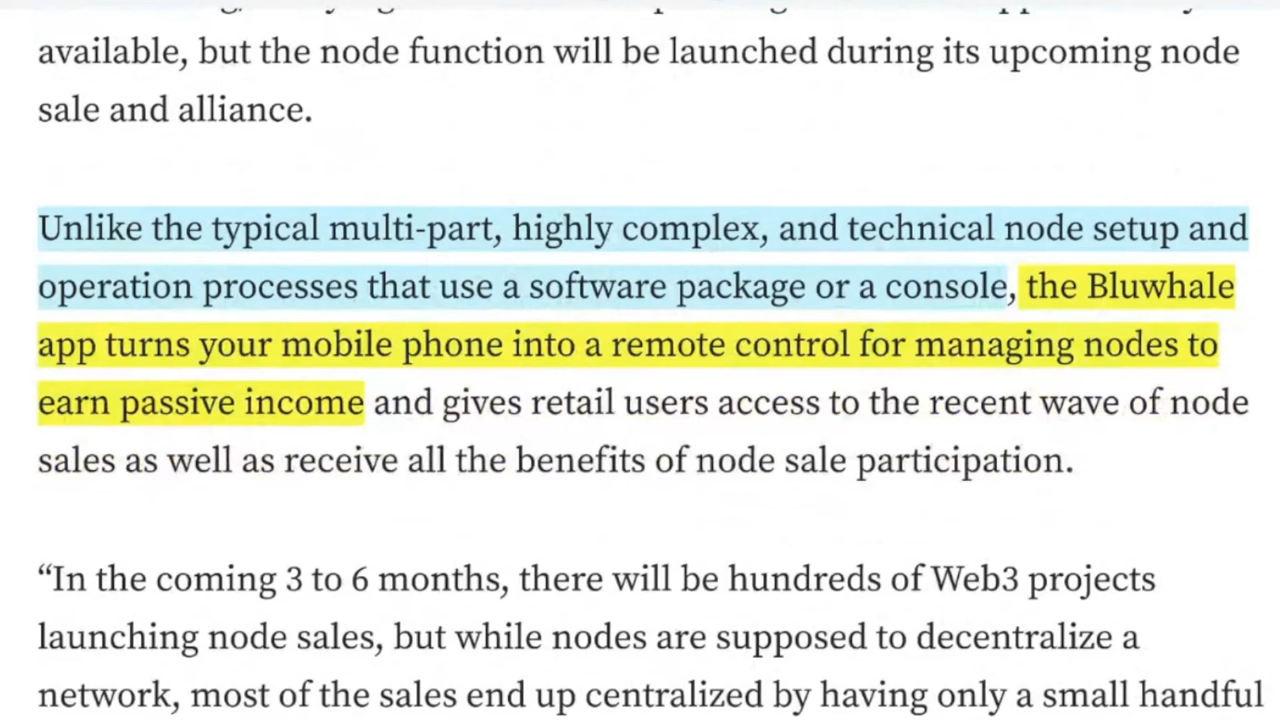 available, but the node function will be launched during its upcoming node
sale and alliance.
Unlike the typical multi-part, highly complex, and technical node setup and
operation processes that use a software package or a console, the Bluwhale
app turns your mobile phone into a remote control for managing nodes to
earn passive income and gives retail users access to the recent wave of node
sales as well as receive all the benefits of node sale participation.
“In the coming 3 to 6 months, there will be hundreds of Web3 projects
launching node sales, but while nodes are supposed to decentralize a
network, most of the sales end up centralized by having only a small handful